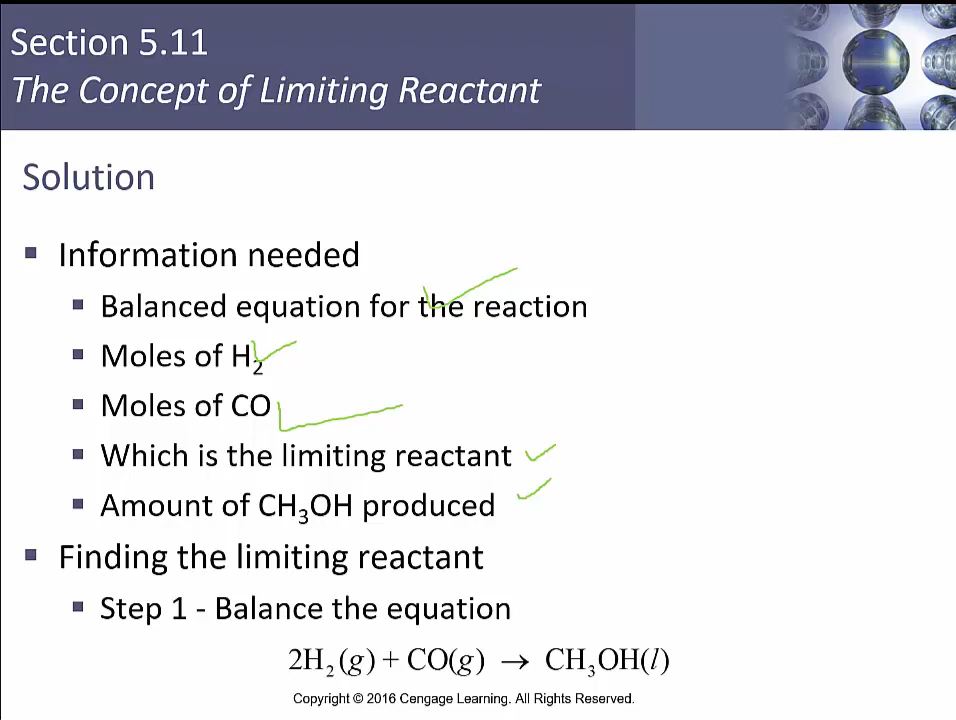 Section 5.11
The Concept of Limiting Reactant
Solution
▪ Information needed
▪ Balanced equation for the reaction
▪ Moles of H₂
▪ Moles of CO
▪ Which is the limiting reactant
▪ Amount of CH₃OH produced
▪ Finding the limiting reactant
▪ Step 1 - Balance the equation
2H₂(g) + CO(g) → CH₃OH(l)
Copyright © 2016 Cengage Learning. All Rights Reserved.